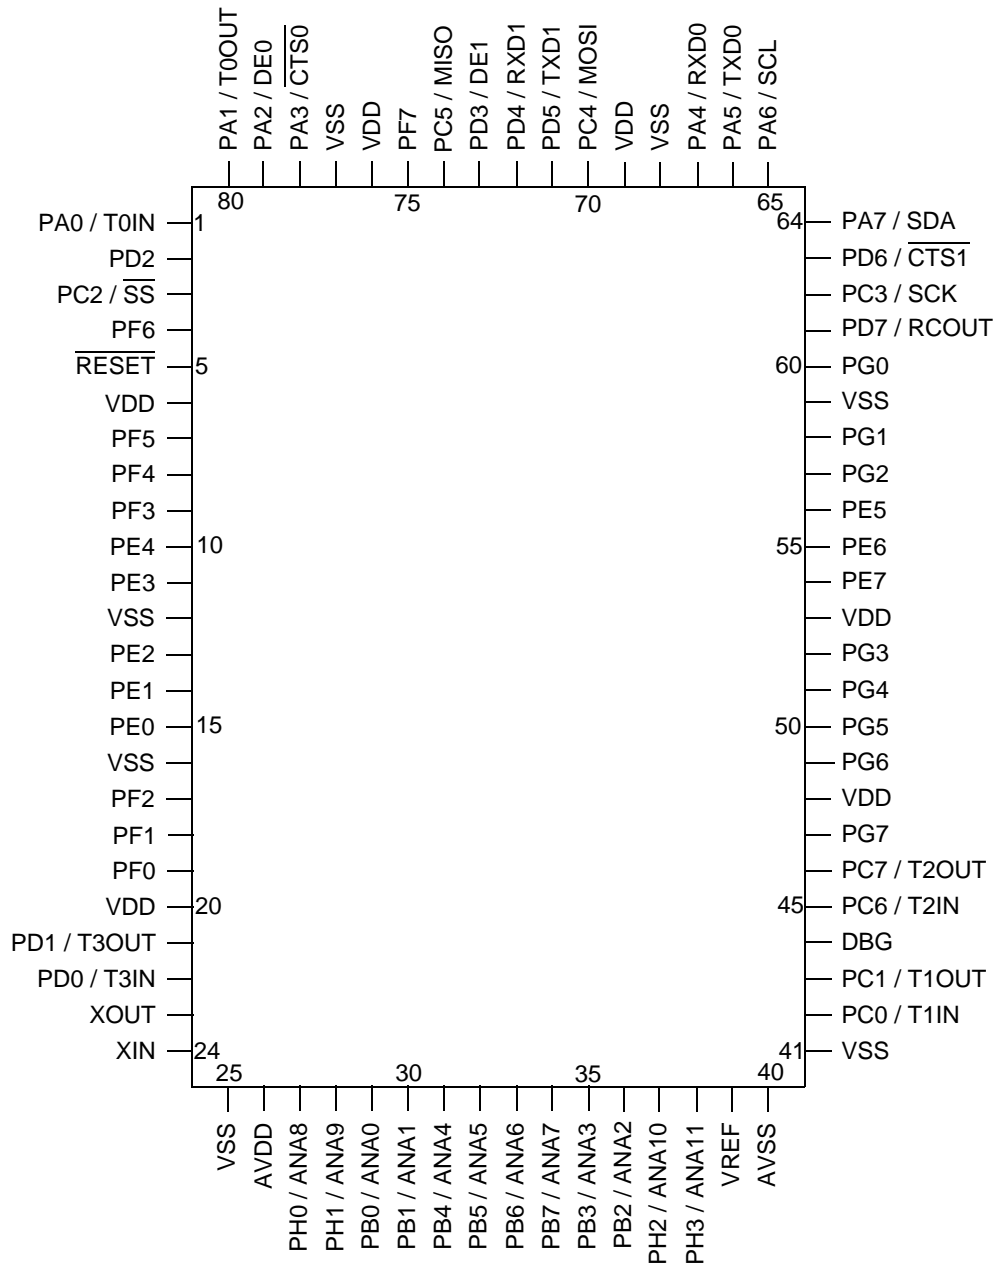 PA1 / T0OUT
PA2 / DE0
PA3 / CTS0
VSS
VDD
PF7
PC5 / MISO
PD3 / DE1
PD4 / RXD1
PD5 / TXD1
PC4 / MOSI
VDD
VSS
PA4 / RXD0
PA5 / TXD0
PA6 / SCL
80
75
70
65
PA0 / T0IN 1
PD2
PC2 / SS
PF6
RESET 5
VDD
PF5
PF4
PF3
PE4 10
PE3
VSS
PE2
PE1
PE0 15
VSS
PF2
PF1
PF0
VDD 20
PD1 / T3OUT
PD0 / T3IN
XOUT
XIN 24
64 PA7 / SDA
PD6 / CTS1
PC3 / SCK
PD7 / RCOUT
60 PG0
VSS
PG1
PG2
PE5
55 PE6
PE7
VDD
PG3
PG4
50 PG5
PG6
VDD
PG7
PC7 / T2OUT
45 PC6 / T2IN
DBG
PC1 / T1OUT
PC0 / T1IN
41 VSS
25
30
35
40
VSS
AVDD
PH0 / ANA8
PH1 / ANA9
PB0 / ANA0
PB1 / ANA1
PB4 / ANA4
PB5 / ANA5
PB6 / ANA6
PB7 / ANA7
PB3 / ANA3
PB2 / ANA2
PH2 / ANA10
PH3 / ANA11
VREF
AVSS